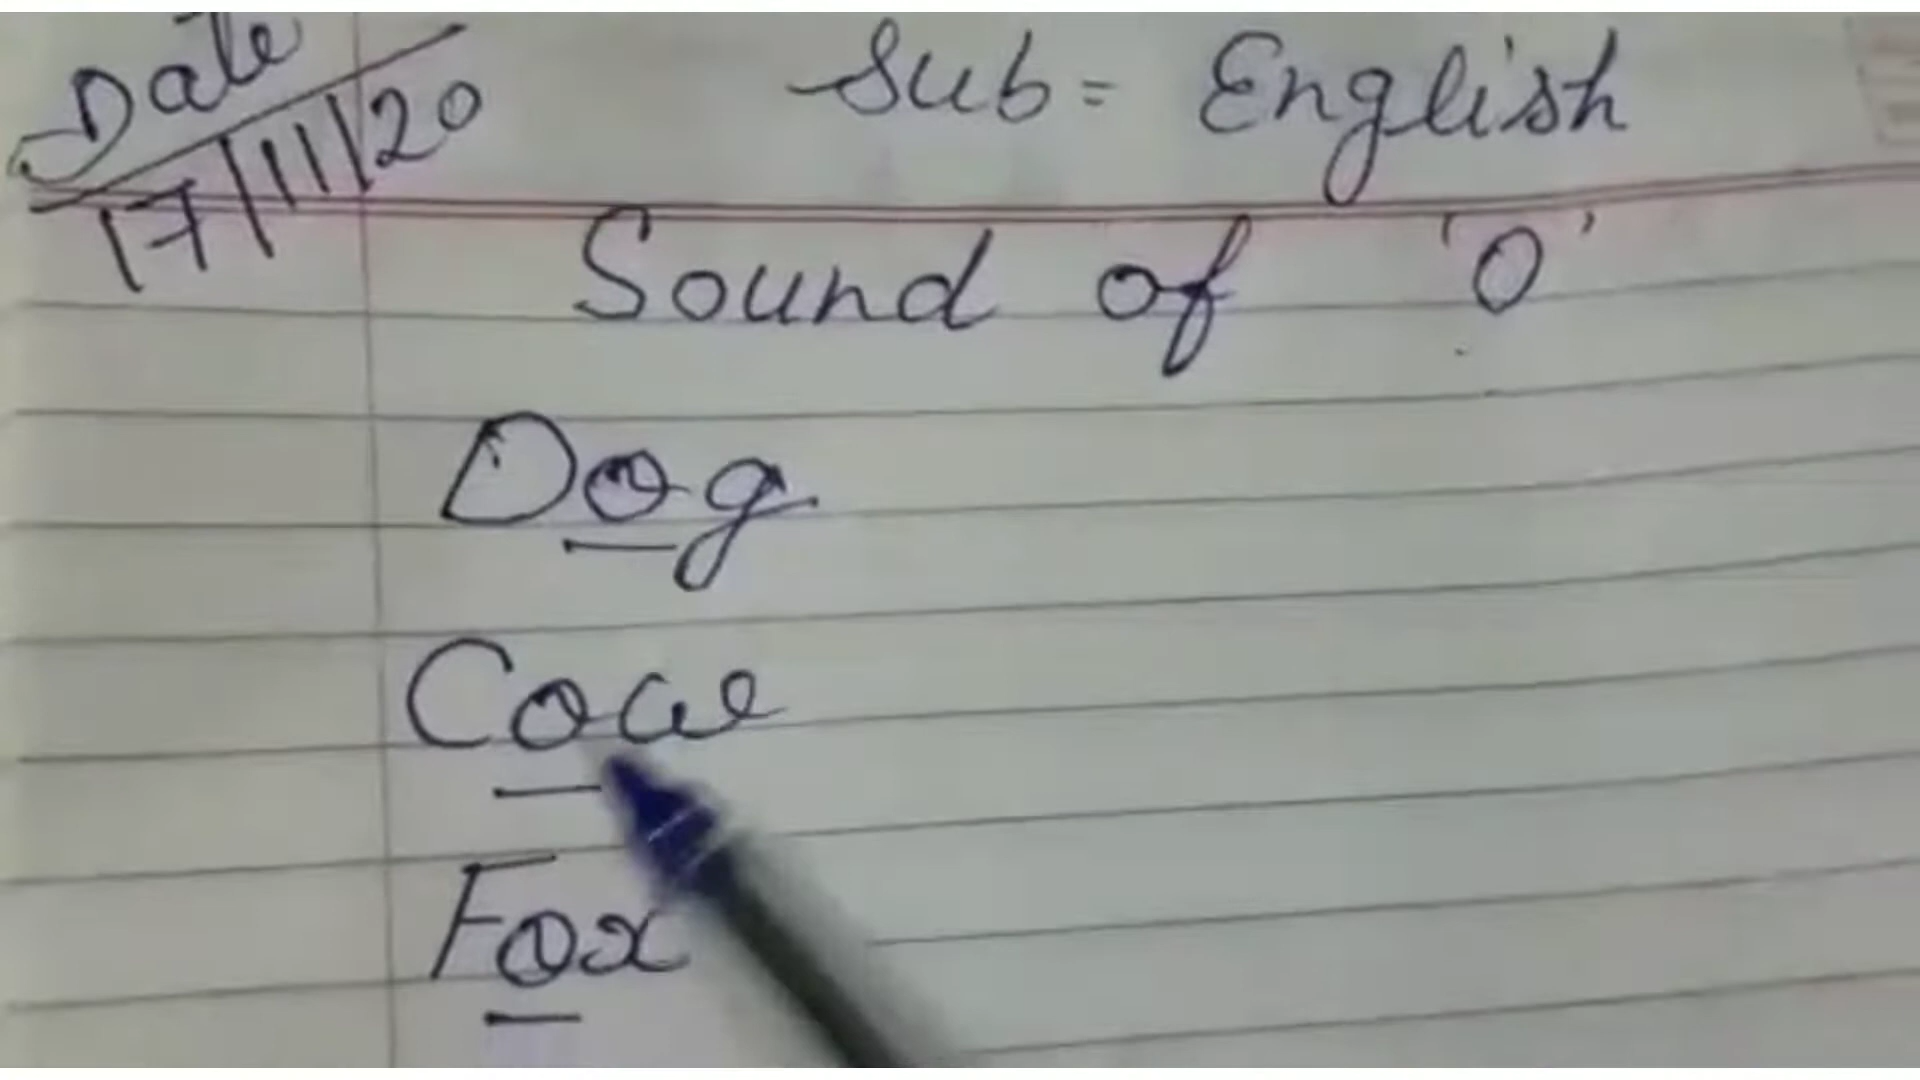 Date
17/11/20
Sub = English
Sound of 'O'
Dog
Cow
Fox